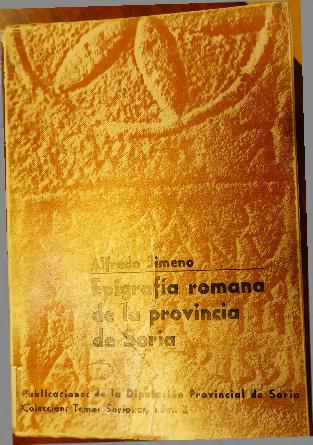 Alfredo Jimeno
Epigrafía romana
de la provincia
de Soria
Publicaciones de la Diputación Provincial de Soria
Colección: Temas Sorianos, núm. 2